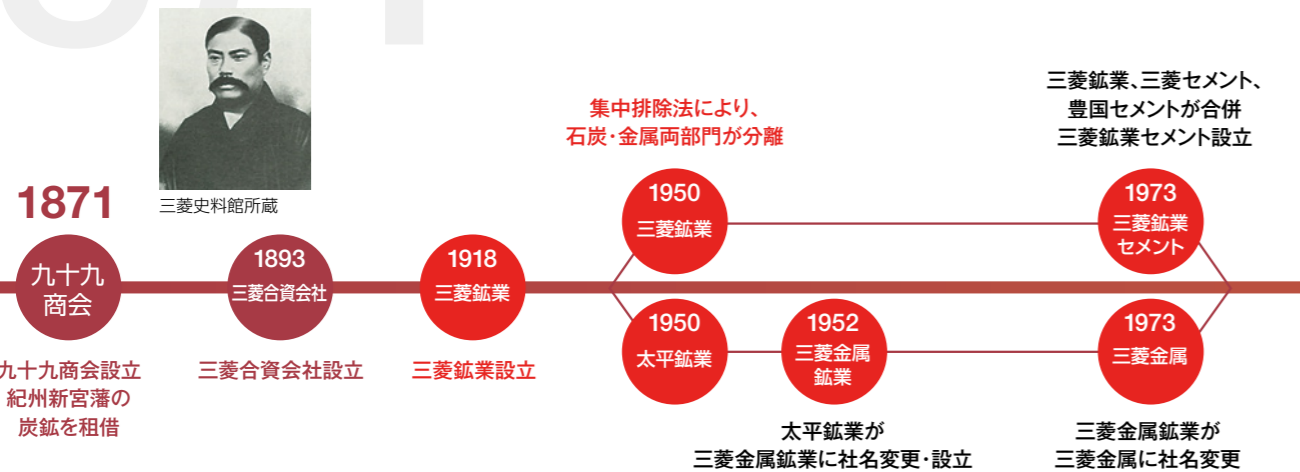 1871
三菱史料館所蔵
九十九
商会
九十九商会設立
紀州新宮藩の
炭鉱を租借
1893
三菱合資会社
三菱合資会社設立
1918
三菱鉱業
三菱鉱業設立
集中排除法により、
石炭・金属両部門が分離
1950
三菱鉱業
1950
太平鉱業
1952
三菱金属
鉱業
太平鉱業が
三菱金属鉱業に社名変更・設立
三菱鉱業、三菱セメント、
豊国セメントが合併
三菱鉱業セメント設立
1973
三菱鉱業
セメント
1973
三菱金属
三菱金属鉱業が
三菱金属に社名変更